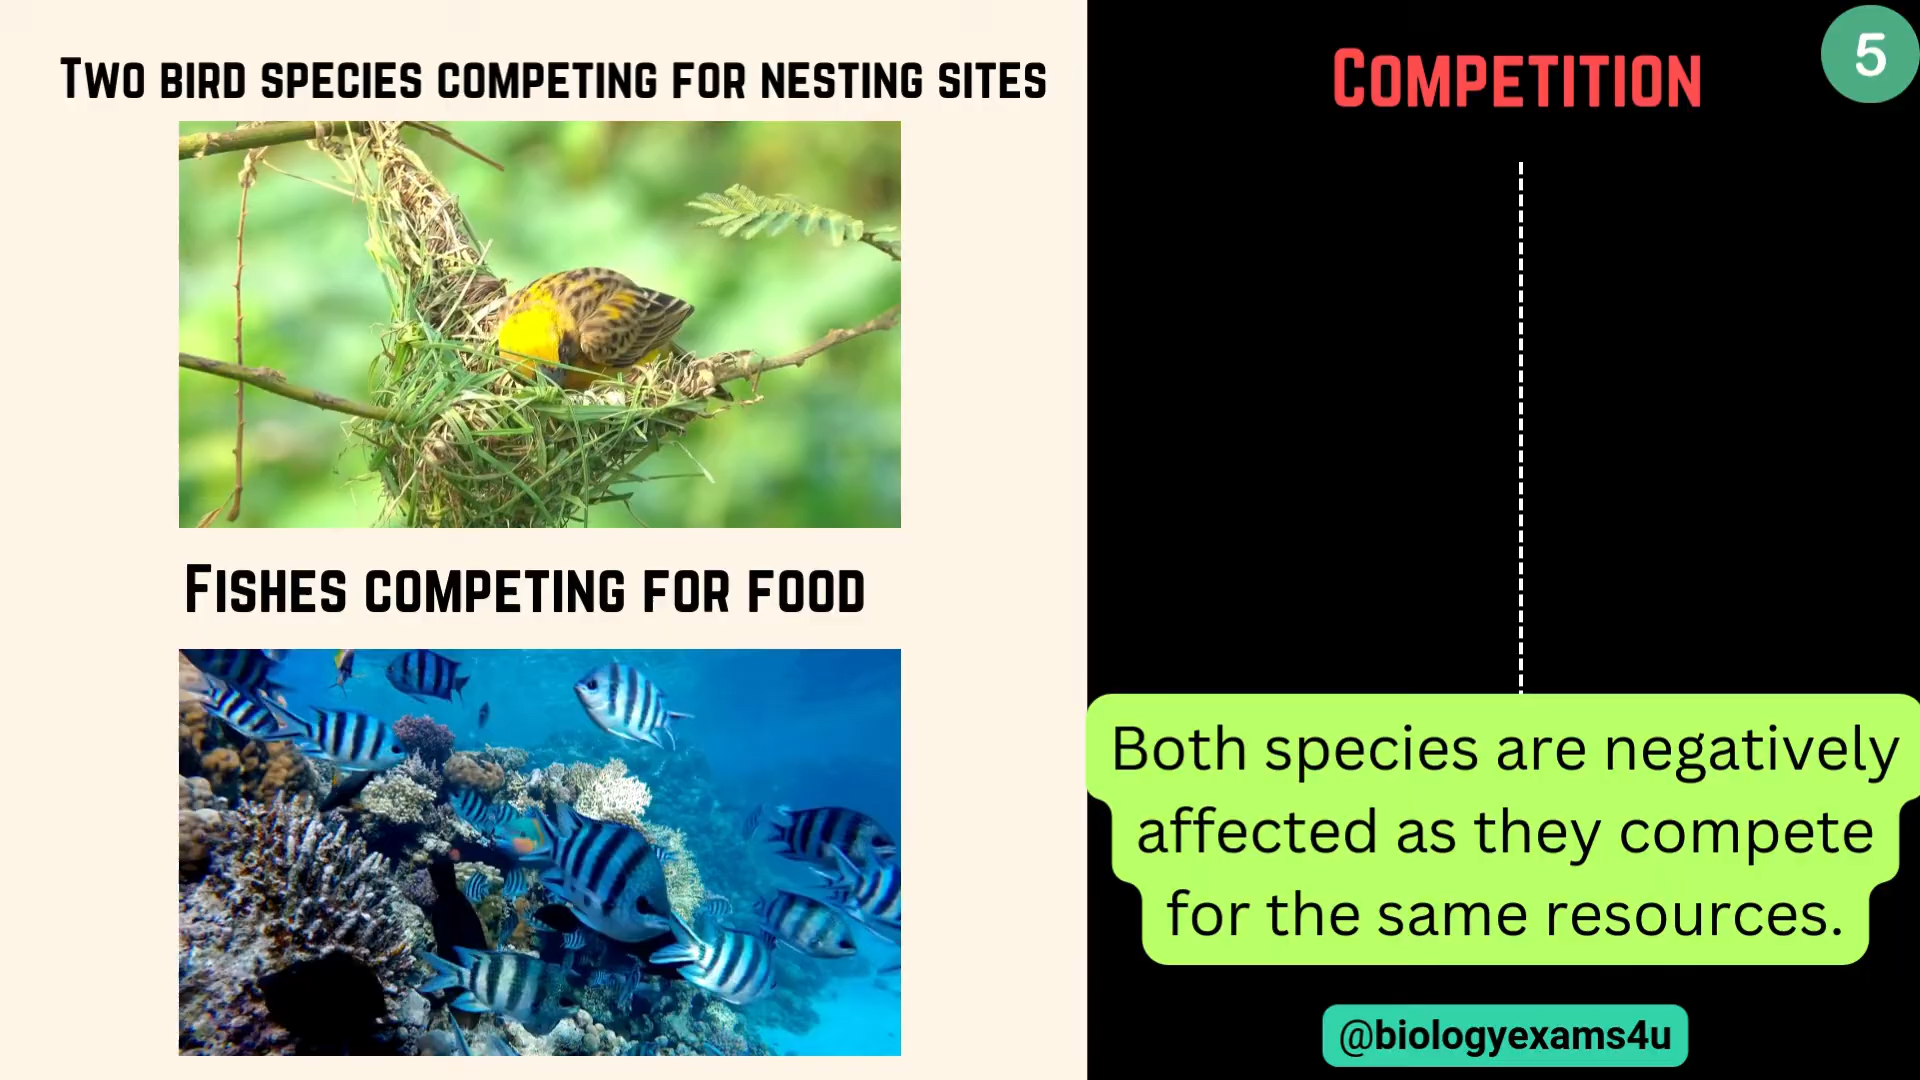 Two bird species competing for nesting sites
Fishes competing for food
Competition
5
Both species are negatively
affected as they compete
for the same resources.
@biologyexams4u